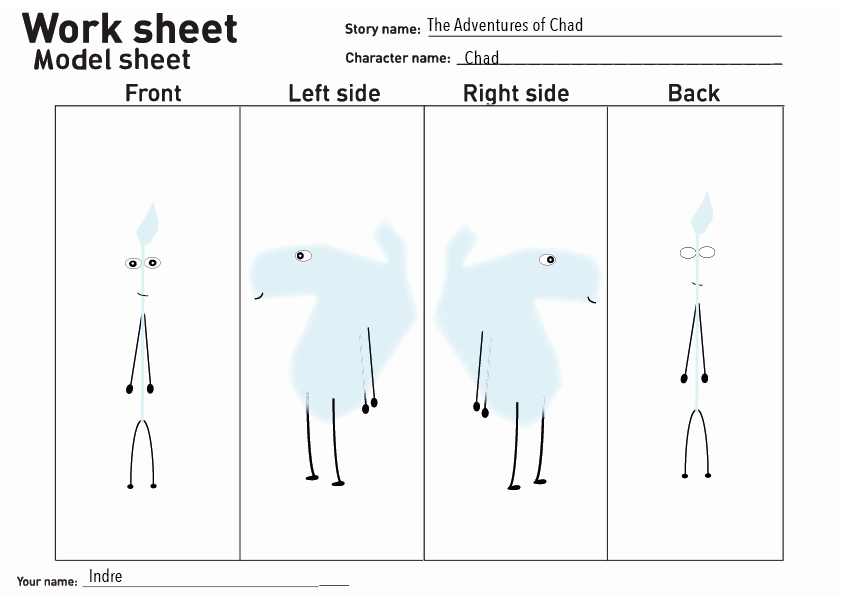 Work sheet
Model sheet
Story name: The Adventures of Chad
Character name: Chad
Front Left side Right side Back
Your name: Indre